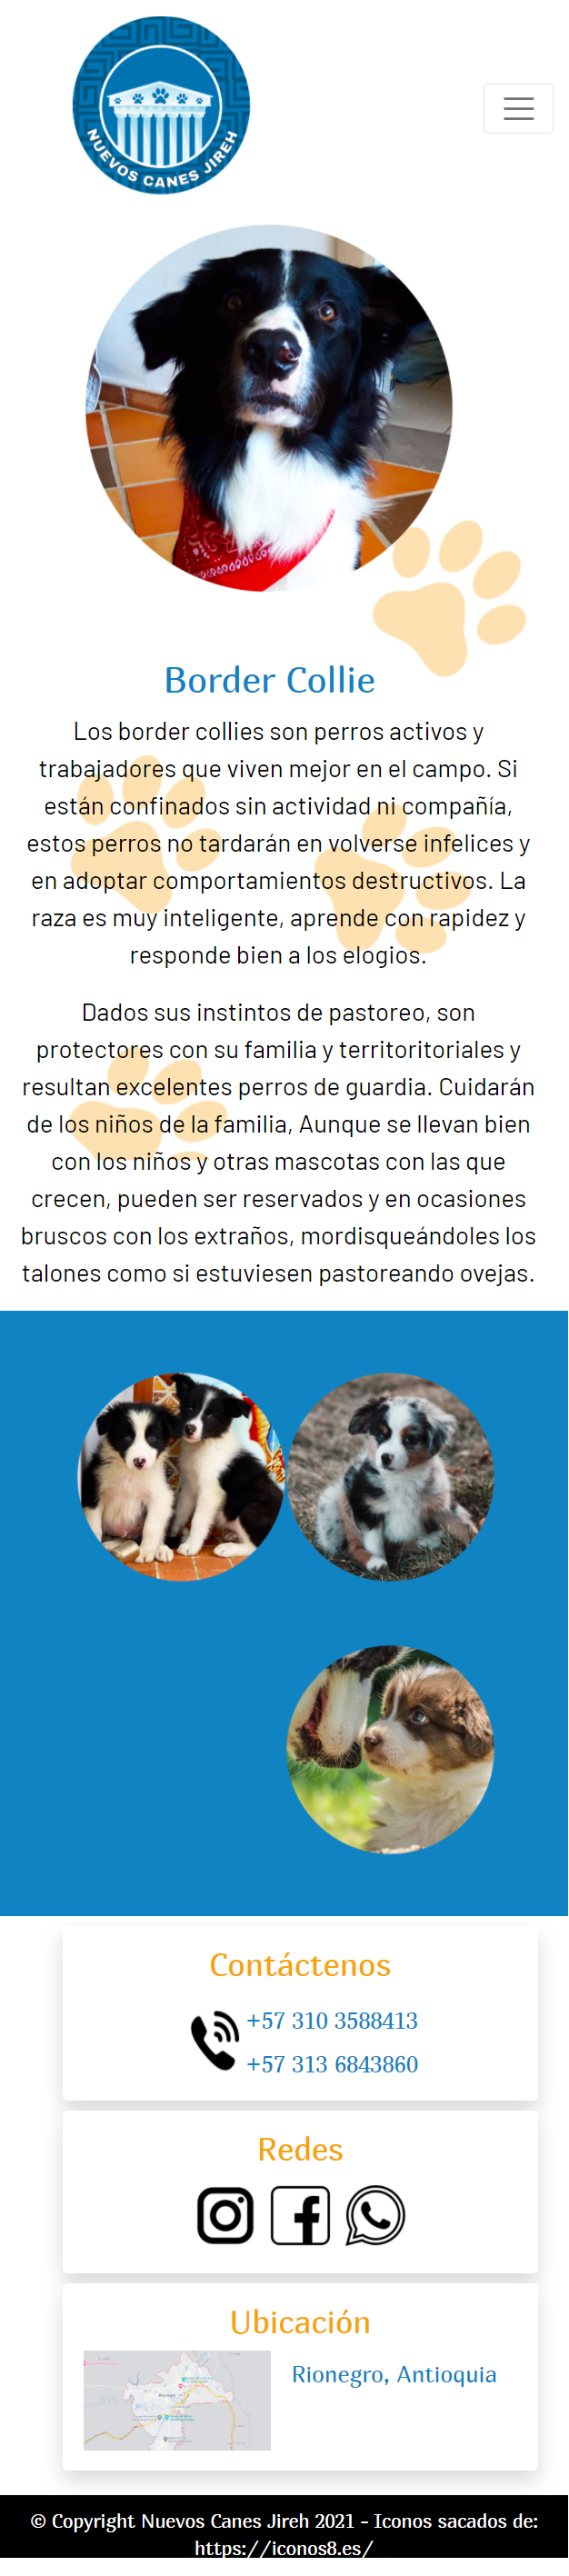 NUEVOS CANES JIREH
Border Collie
Los border collies son perros activos y
trabajadores que viven mejor en el campo. Si
están confinados sin actividad ni compañía,
estos perros no tardarán en volverse infelices y
en adoptar comportamientos destructivos. La
raza es muy inteligente, aprende con rapidez y
responde bien a los elogios.
Dados sus instintos de pastoreo, son
protectores con su familia y territoritoriales y
resultan excelentes perros de guardia. Cuidarán
de los niños de la familia, Aunque se llevan bien
con los niños y otras mascotas con las que
crecen, pueden ser reservados y en ocasiones
bruscos con los extraños, mordisqueándoles los
talones como si estuviesen pastoreando ovejas.
Contáctenos
+57 310 3588413
+57 313 6843860
Redes
Ubicación
Rionegro, Antioquia
© Copyright Nuevos Canes Jireh 2021 - Iconos sacados de:
https://iconos8.es/